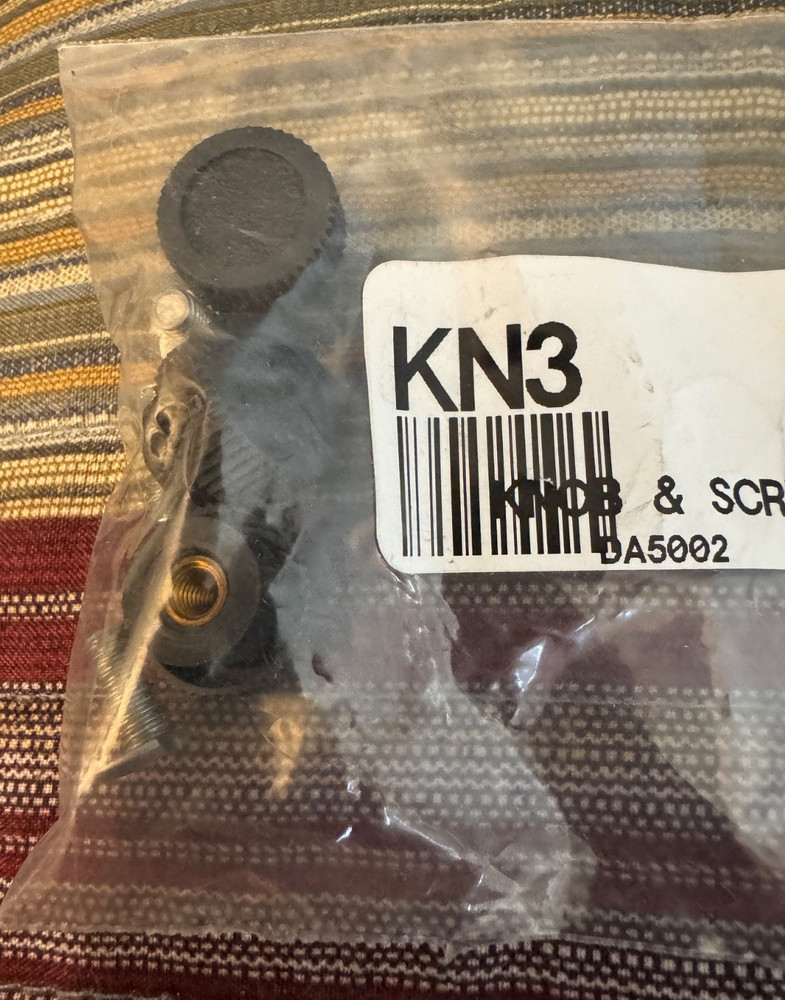 KN3
KNOB & SCR
DA5002